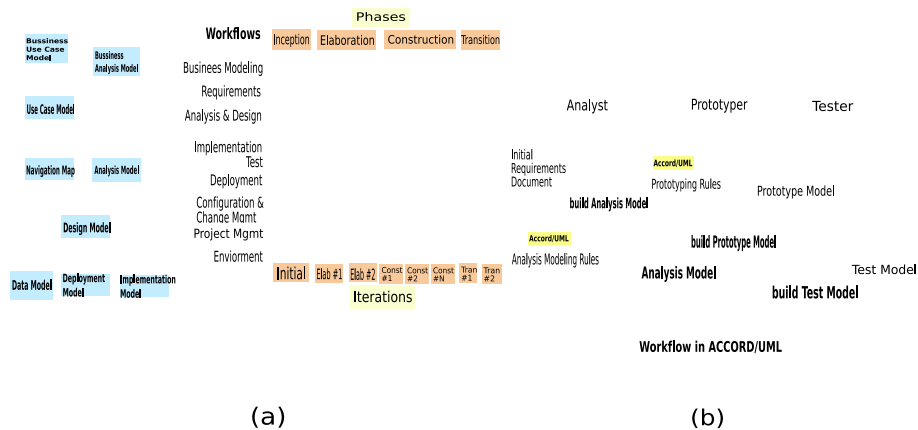 Bussiness
Use Case
Model
Bussiness
Analysis Model
Use Case Model
Navigation Map
Analysis Model
Design Model
Data Model
Deployment
Model
Implementation
Model
Phases
Workflows
Inception
Elaboration
Construction
Transition
Businees Modeling
Requirements
Analysis & Design
Implementation
Test
Deployment
Configuration &
Change Mgmt
Project Mgmt
Enviorment
Initial
Elab #1
Elab #2
Const
#1
Const
#2
Const
#N
Tran
#1
Tran
#2
Iterations
(a)
Analyst
Prototyper
Tester
Initial
Requirements
Document
Accord/UML
Prototyping Rules
Prototype Model
build Analysis Model
Accord/UML
Analysis Modeling Rules
build Prototype Model
Analysis Model
Test Model
build Test Model
Workflow in ACCORD/UML
(b)